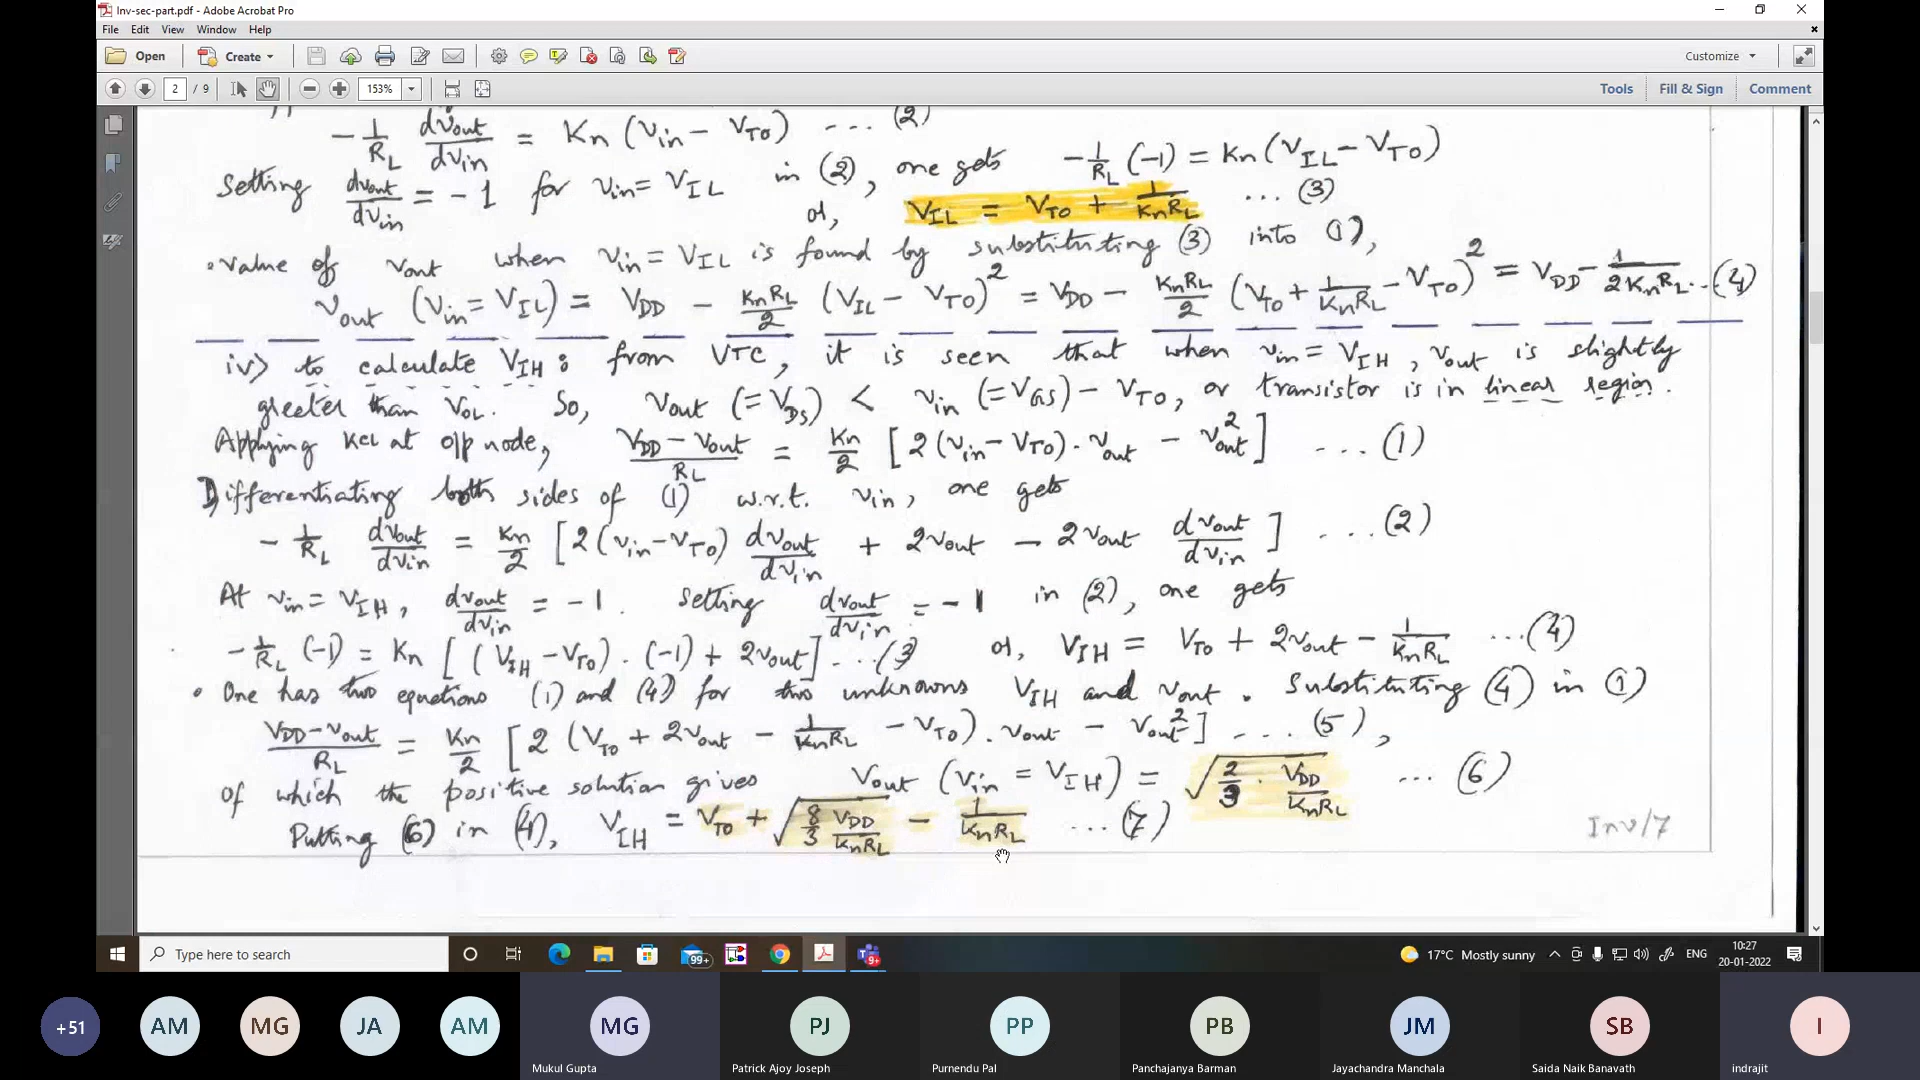 Inv-sec-part.pdf - Adobe Acrobat Pro
File Edit View Window Help
Open Create Customize
2 / 9 153% Tools Fill & Sign Comment
-1/RL dvout/dvin = Kn (vin - VTO) ... (2)
Setting dvout/dvin = -1 for vin = VIL in (2), one gets -1/RL (-1) = Kn (VIL - VTO)
or, VIL = VTO + 1/KnRL ... (3)
• value of vout when vin = VIL is found by substituting (3) into (1),
vout (vin = VIL) = VDD - KnRL/2 (VIL - VTO)^2 = VDD - KnRL/2 (VTO + 1/KnRL - VTO)^2 = VDD - 1/2KnRL .. (4)
iv) to calculate VIH : from VTC, it is seen that when vin = VIH, vout is slightly
greater than VOL. So, vout (=VDS) < vin (=VGS) - VTO, or transistor is in linear region.
Applying KCL at o/p node, VDD - vout/RL = Kn/2 [2 (vin - VTO) . vout - vout^2] ... (1)
Differentiating both sides of (1) w.r.t. vin, one gets
-1/RL dvout/dvin = Kn/2 [2 (vin - VTO) dvout/dvin + 2vout - 2vout dvout/dvin] ... (2)
At vin = VIH, dvout/dvin = -1. Setting dvout/dvin = -1 in (2), one gets
-1/RL (-1) = Kn [(VIH - VTO) . (-1) + 2vout] ... (3) or, VIH = VTO + 2vout - 1/KnRL ... (4)
• One has two equations (1) and (4) for two unknowns VIH and vout. Substituting (4) in (1)
VDD - vout/RL = Kn/2 [2 (VTO + 2vout - 1/KnRL - VTO) . vout - vout^2] ... (5),
of which the positive solution gives vout (vin = VIH) = √(2/3 . VDD/KnRL) ... (6)
Putting (6) in (4), VIH = VTO + √(8/3 VDD/KnRL) - 1/KnRL ... (7)
Inv/7
Type here to search 99+ 9+ 17°C Mostly sunny ENG 10:27
20-01-2022
+51 AM MG JA AM MG PJ PP PB JM SB I
Mukul Gupta Patrick Ajoy Joseph Purnendu Pal Panchajanya Barman Jayachandra Manchala Saida Naik Banavath indrajit